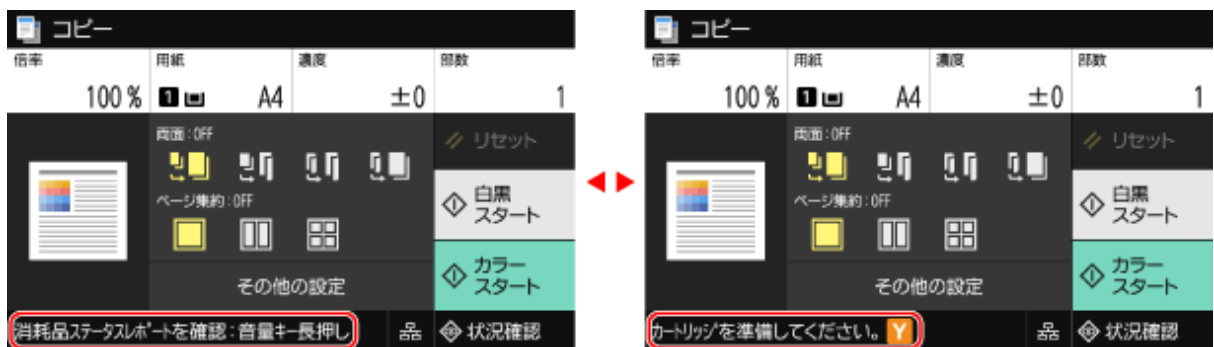 コピー
倍率 用紙 濃度 部数
100 % 1 A4 ±0 1
両面:OFF
リセット
ページ集約:OFF
白黒
スタート
カラー
スタート
その他の設定
消耗品ステータスレポートを確認:音量キー長押し
状況確認
コピー
倍率 用紙 濃度 部数
100 % 1 A4 ±0 1
両面:OFF
リセット
ページ集約:OFF
白黒
スタート
カラー
スタート
その他の設定
カートリッジを準備してください。 Y
状況確認